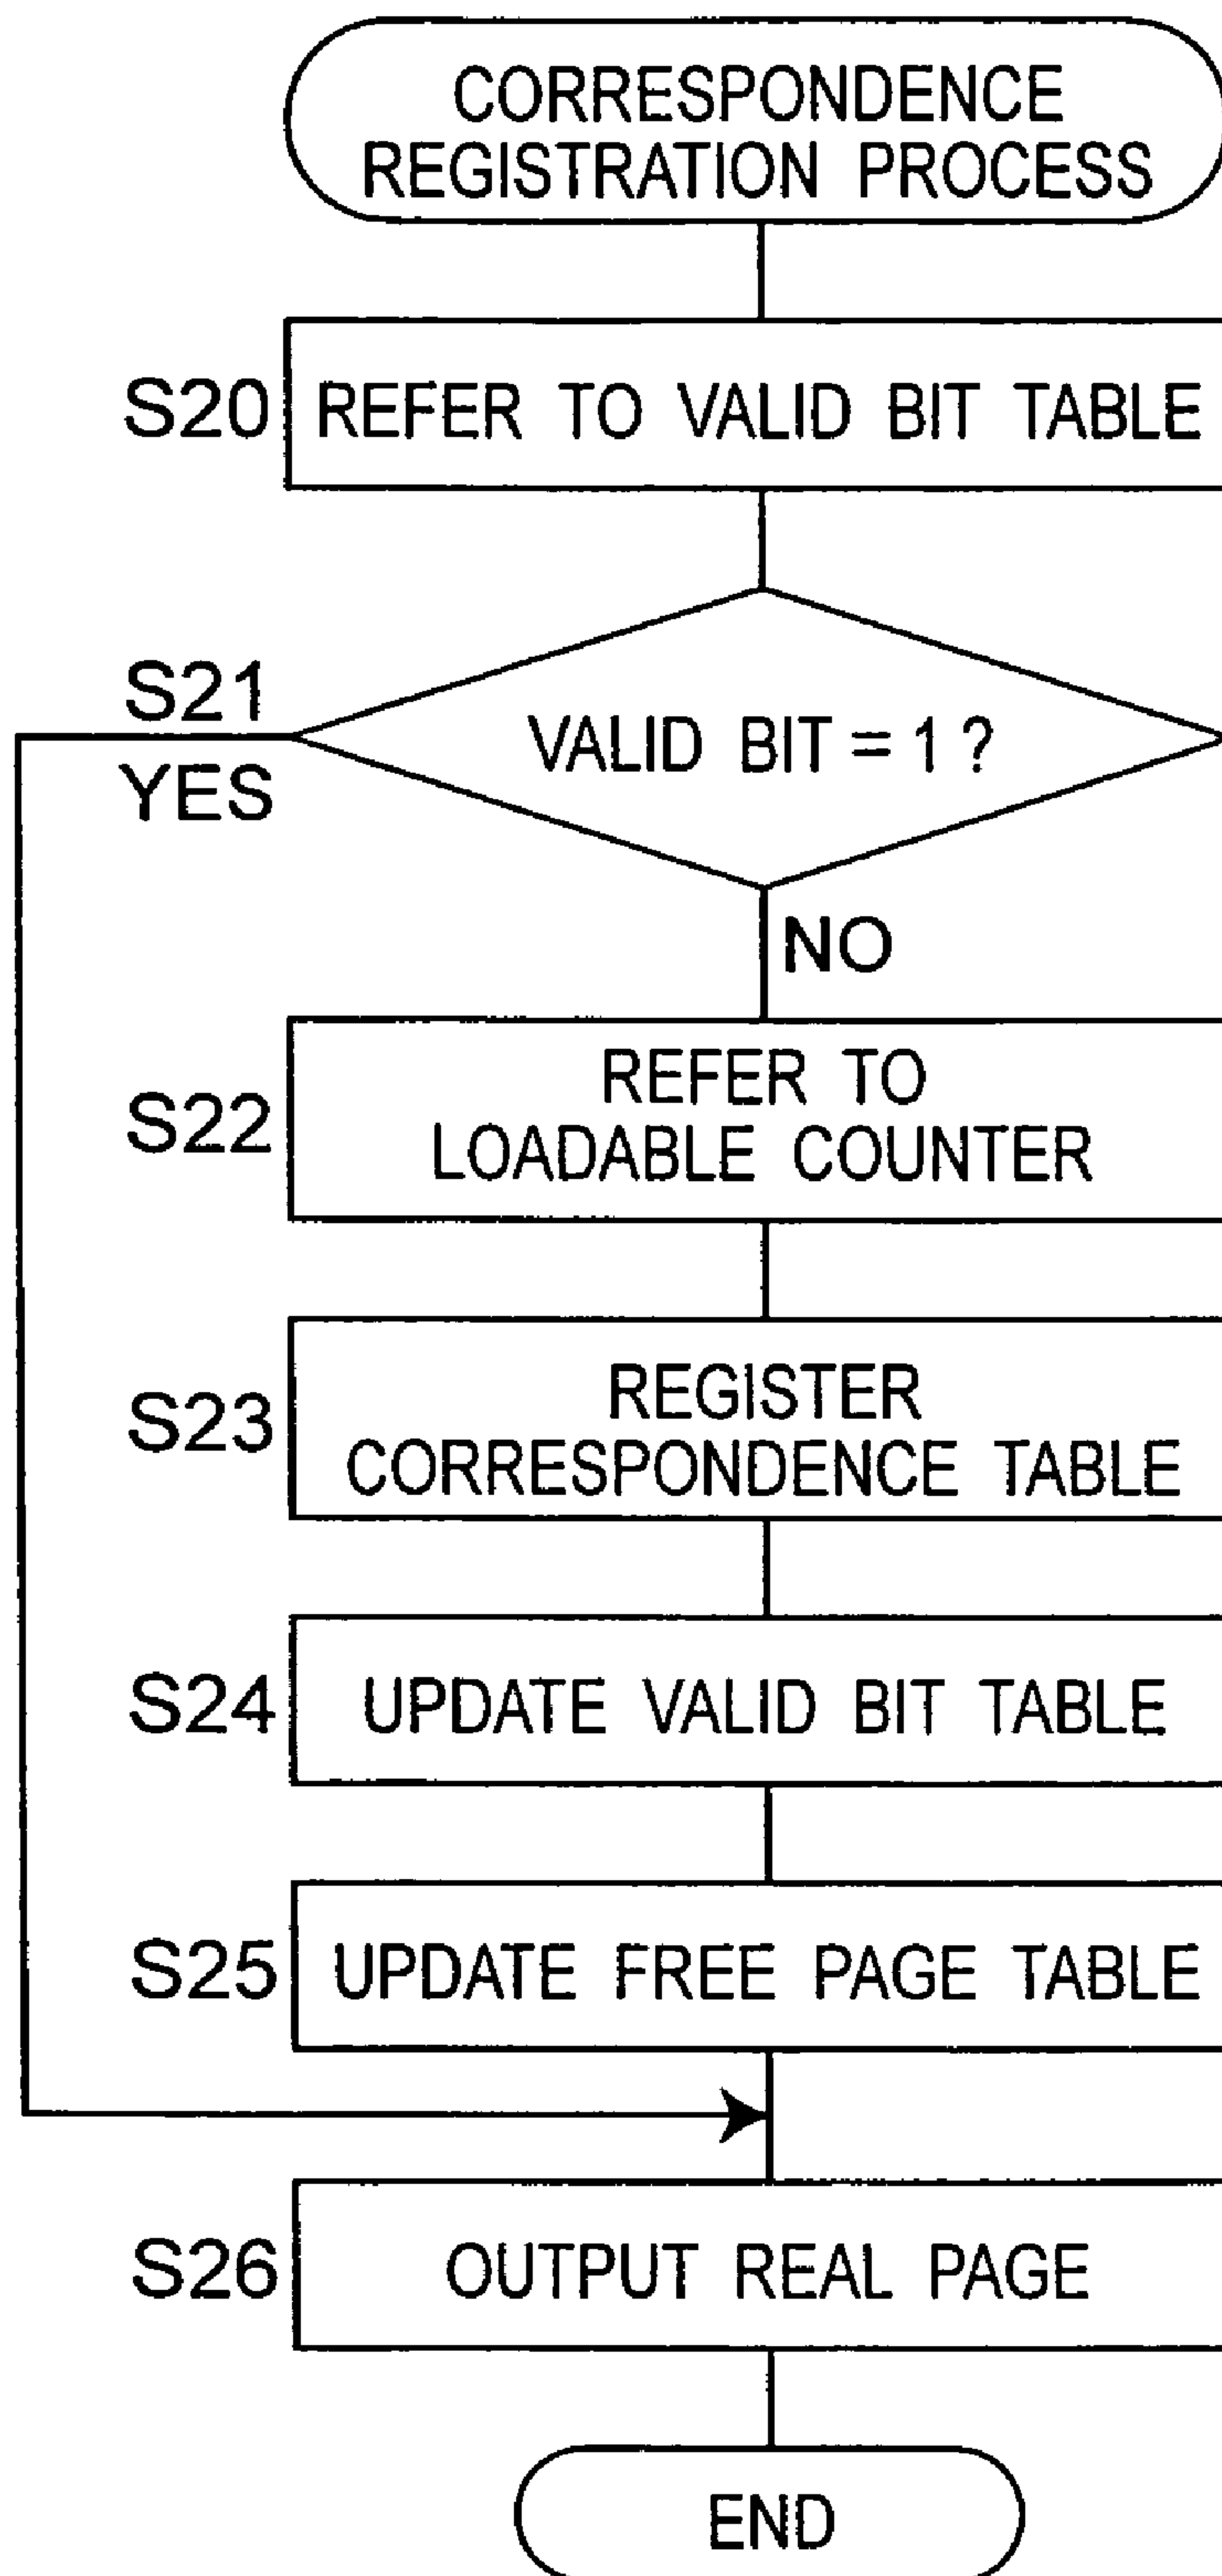 CORRESPONDENCE
REGISTRATION PROCESS
S20
REFER TO VALID BIT TABLE
S21
VALID BIT = 1 ?
YES
NO
S22
REFER TO
LOADABLE COUNTER
S23
REGISTER
CORRESPONDENCE TABLE
S24
UPDATE VALID BIT TABLE
S25
UPDATE FREE PAGE TABLE
S26
OUTPUT REAL PAGE
END